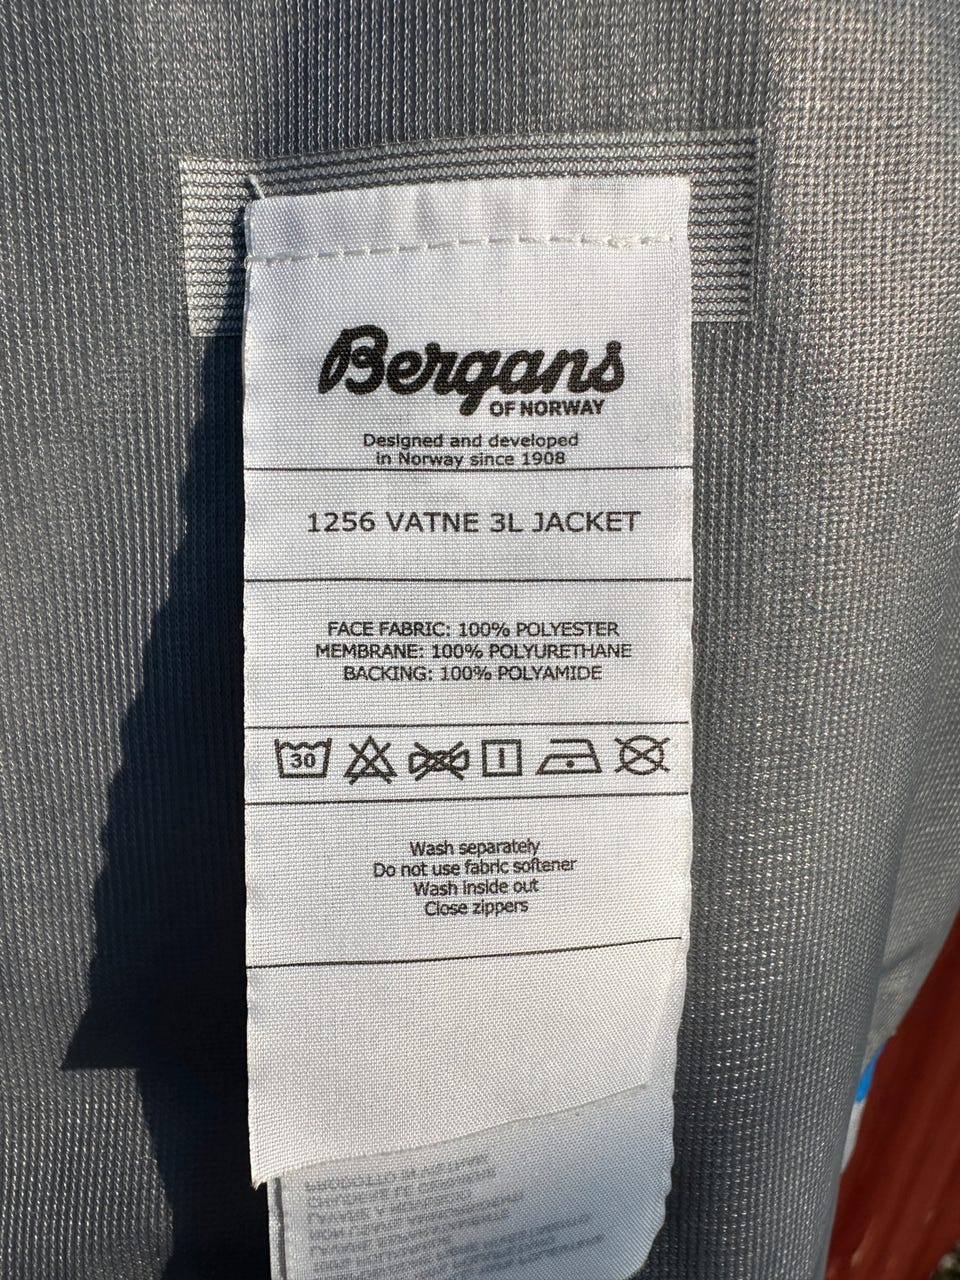 Bergans
OF NORWAY
Designed and developed
in Norway since 1908
1256 VATNE 3L JACKET
FACE FABRIC: 100% POLYESTER
MEMBRANE: 100% POLYURETHANE
BACKING: 100% POLYAMIDE
30
Wash separately
Do not use fabric softener
Wash inside out
Close zippers